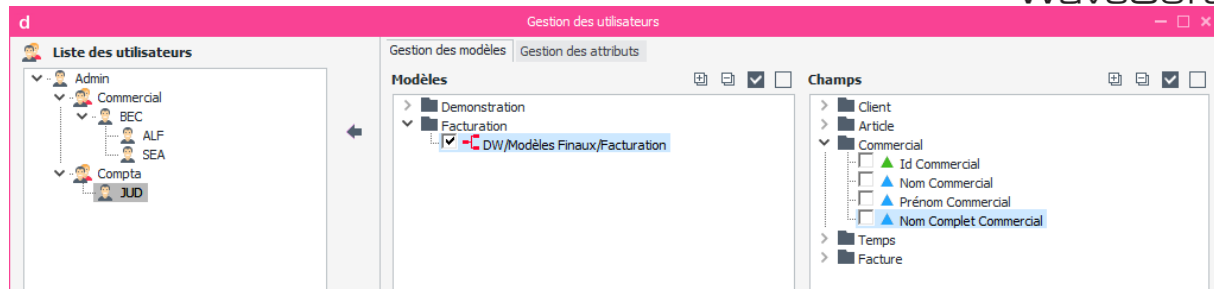 d
Gestion des utilisateurs
Liste des utilisateurs
Admin
Commercial
BEC
ALF
SEA
Compta
JUD
Gestion des modèles
Gestion des attributs
Modèles
Demonstration
Facturation
DW/Modèles Finaux/Facturation
Champs
Client
Article
Commercial
Id Commercial
Nom Commercial
Prénom Commercial
Nom Complet Commercial
Temps
Facture